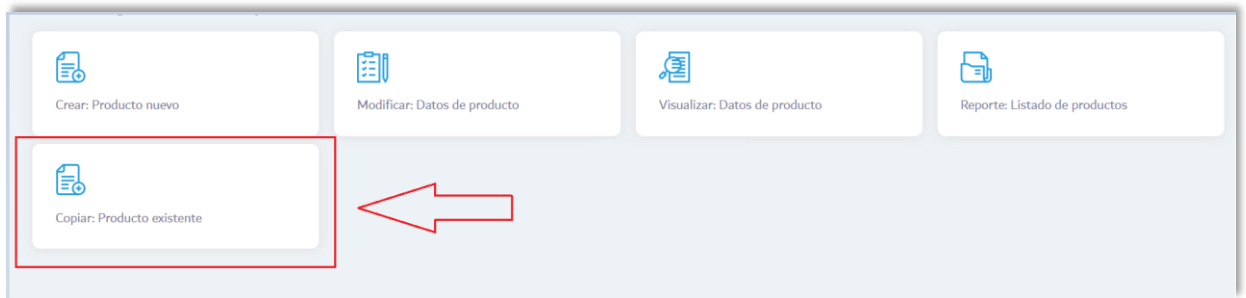 Crear: Producto nuevo
Modificar: Datos de producto
Visualizar: Datos de producto
Reporte: Listado de productos
Copiar: Producto existente